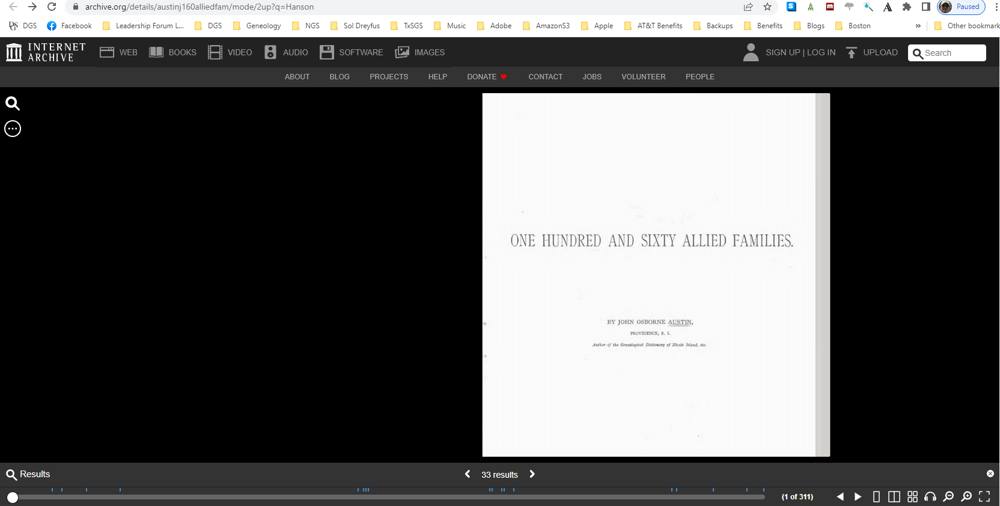 archive.org/details/austinj160alliedfam/mode/2up?q=Hanson
Paused
DGS Facebook Leadership Forum L... DGS Geneology NGS Sol Dreyfus TxSGS Music Adobe AmazonS3 Apple AT&T Benefits Backups Benefits Blogs Boston » Other bookmark
INTERNET ARCHIVE
WEB BOOKS VIDEO AUDIO SOFTWARE IMAGES SIGN UP | LOG IN UPLOAD Search
ABOUT BLOG PROJECTS HELP DONATE CONTACT JOBS VOLUNTEER PEOPLE
ONE HUNDRED AND SIXTY ALLIED FAMILIES.
BY JOHN OSBORNE AUSTIN,
PROVIDENCE, R. I.
Author of the Genealogical Dictionary of Rhode Island, etc.
Results
33 results
(1 of 311)